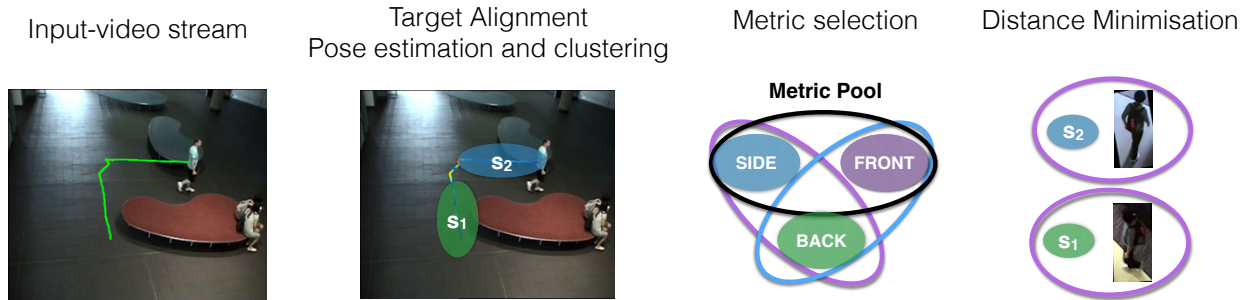 Input-video stream
Target Alignment
Pose estimation and clustering
Metric selection
Distance Minimisation
Metric Pool
SIDE
FRONT
BACK
S2
S1
S2
S1